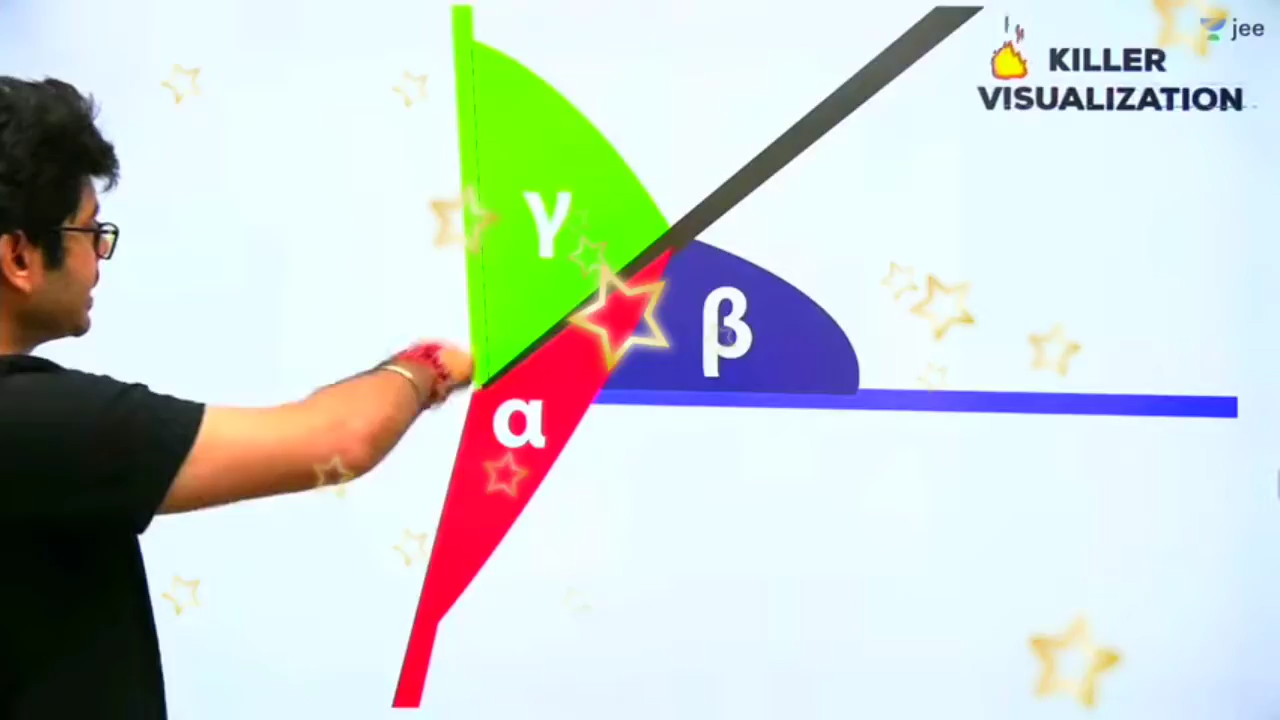 jee
KILLER
VISUALIZATION
γ
β
α